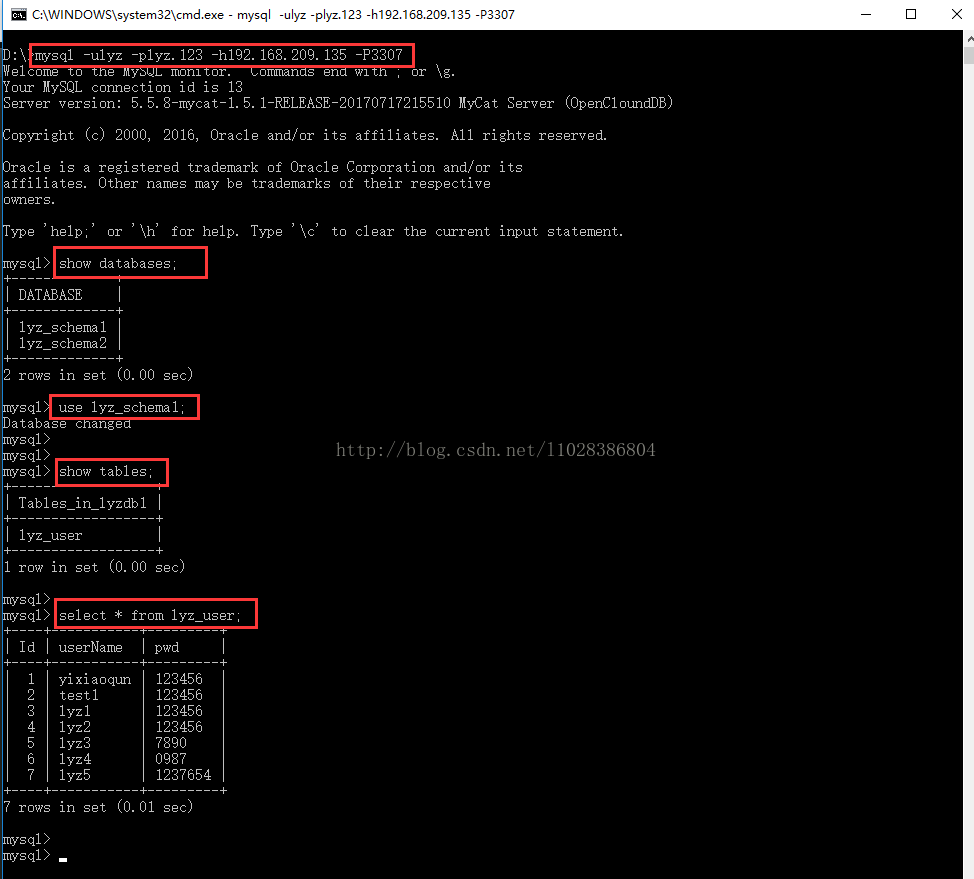 C:\WINDOWS\system32\cmd.exe - mysql -ulyz -plyz.123 -h192.168.209.135 -P3307
D:\>mysql -ulyz -plyz.123 -h192.168.209.135 -P3307
Welcome to the MySQL monitor.  Commands end with ; or \g.
Your MySQL connection id is 13
Server version: 5.5.8-mycat-1.5.1-RELEASE-20170717215510 MyCat Server (OpenCloundDB)
Copyright (c) 2000, 2016, Oracle and/or its affiliates. All rights reserved.
Oracle is a registered trademark of Oracle Corporation and/or its
affiliates. Other names may be trademarks of their respective
owners.
Type 'help;' or '\h' for help. Type '\c' to clear the current input statement.
mysql> show databases;
+-------------+
| DATABASE    |
+-------------+
| lyz_schema1 |
| lyz_schema2 |
+-------------+
2 rows in set (0.00 sec)
mysql> use lyz_schema1;
Database changed
mysql>
mysql>
http://blog.csdn.net/l1028386804
mysql> show tables;
+------------------+
| Tables_in_lyzdb1 |
+------------------+
| lyz_user         |
+------------------+
1 row in set (0.00 sec)
mysql>
mysql> select * from lyz_user;
+----+-----------+---------+
| Id | userName  | pwd     |
+----+-----------+---------+
|  1 | yixiaoqun | 123456  |
|  2 | test1     | 123456  |
|  3 | lyz1      | 123456  |
|  4 | lyz2      | 123456  |
|  5 | lyz3      | 7890    |
|  6 | lyz4      | 0987    |
|  7 | lyz5      | 1237654 |
+----+-----------+---------+
7 rows in set (0.01 sec)
mysql>
mysql>